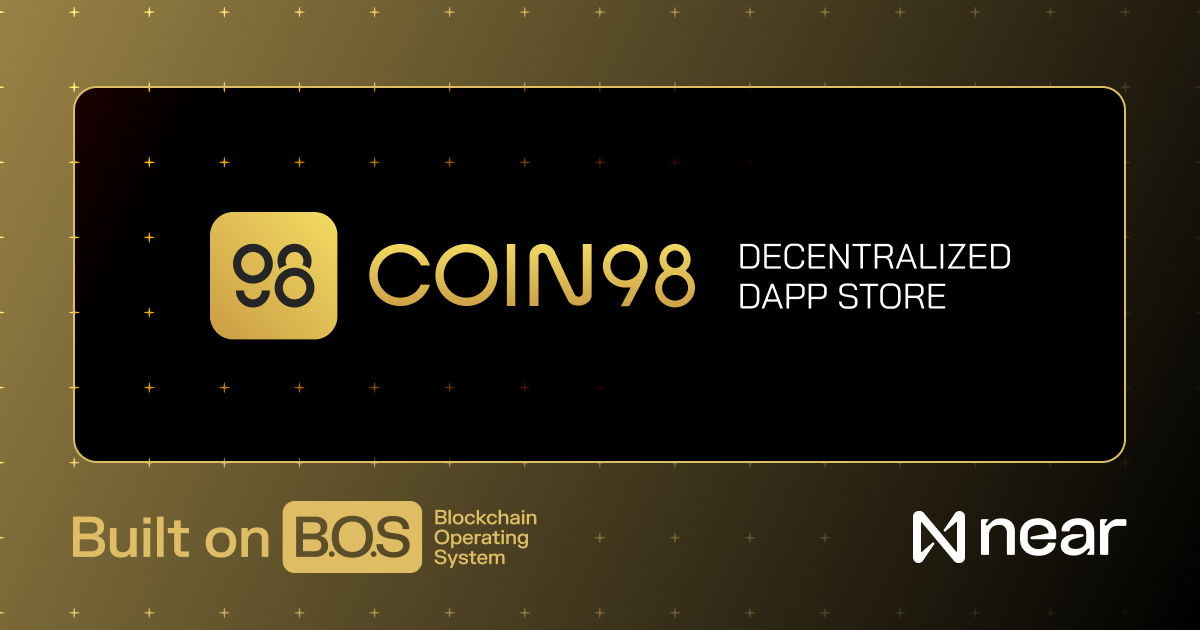 98
COIN98
DECENTRALIZED
DAPP STORE
Built on B.O.S
Blockchain
Operating
System
near